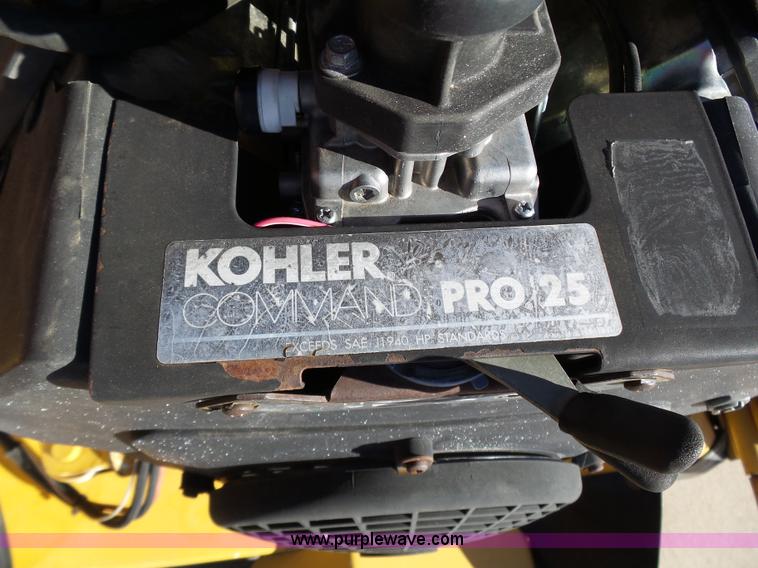 KOHLER
COMMAND PRO 25
EXCEEDS SAE J1940 HP STANDARDS
www.purplewave.com